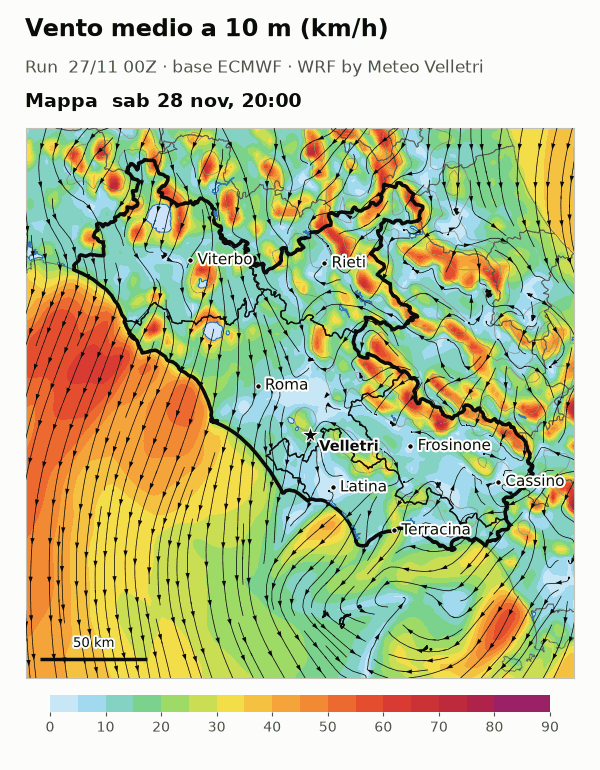 Vento medio a 10 m (km/h)
Run  27/11 00Z · base ECMWF · WRF by Meteo Velletri
Mappa  sab 28 nov, 20:00
Viterbo
Rieti
Roma
Velletri
Frosinone
Latina
Cassino
Terracina
50 km
0 10 20 30 40 50 60 70 80 90